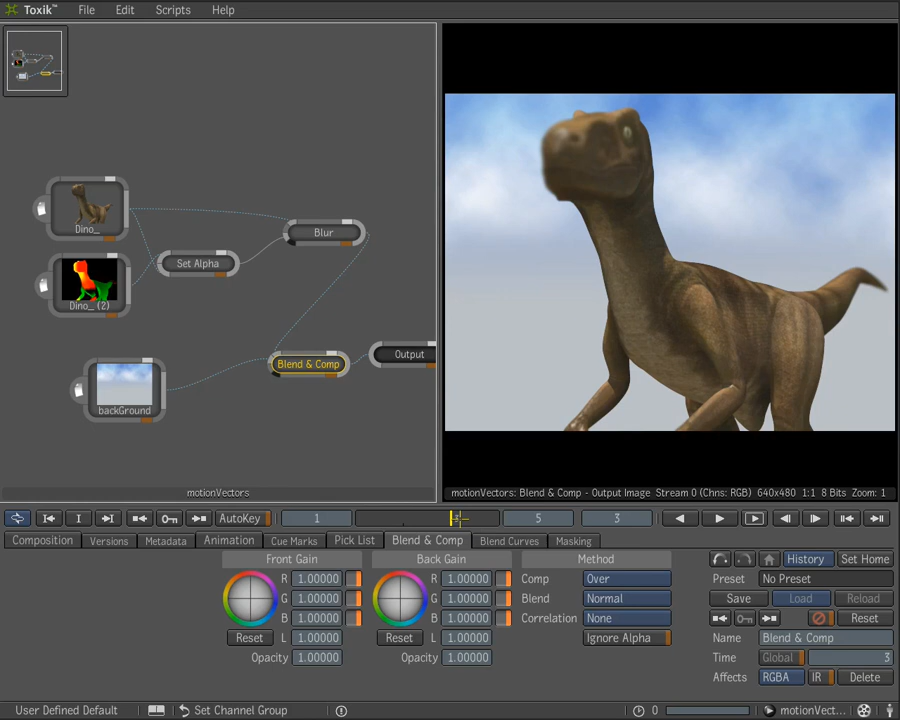 Toxik™ File Edit Scripts Help
Dino_
Blur
Set Alpha
Dino_ (2)
Output
Blend & Comp
backGround
motionVectors
motionVectors: Blend & Comp - Output Image Stream 0 (Chns: RGB) 640x480 1:1 8 Bits Zoom: 1
AutoKey 1 5 3
Composition Versions Metadata Animation Cue Marks Pick List Blend & Comp Blend Curves Masking
Front Gain Back Gain Method History Set Home
R 1.00000 R 1.00000 Comp Over Preset No Preset
G 1.00000 G 1.00000 Blend Normal Save Load Reload
B 1.00000 B 1.00000 Correlation None Reset
Reset L 1.00000 Reset L 1.00000 Ignore Alpha Name Blend & Comp
Opacity 1.00000 Opacity 1.00000 Time Global 3
Affects RGBA IR Delete
User Defined Default Set Channel Group 0 motionVect...